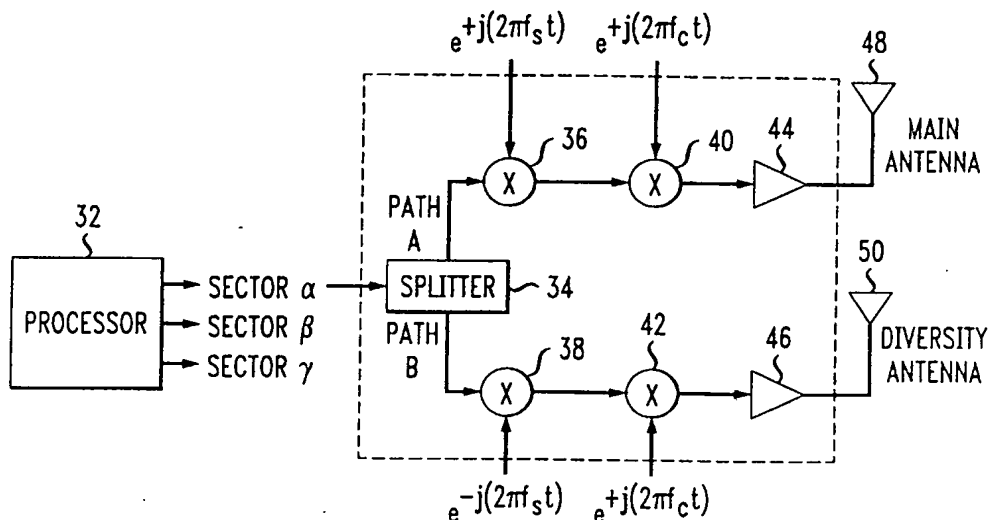 e+j(2πfst) e+j(2πfct)
48
36 40 44
MAIN
ANTENNA
X X
PATH
A
32
PROCESSOR
SECTOR α
SECTOR β
SECTOR γ
SPLITTER 34
50
PATH
B
38 42 46
DIVERSITY
ANTENNA
X X
e-j(2πfst) e+j(2πfct)